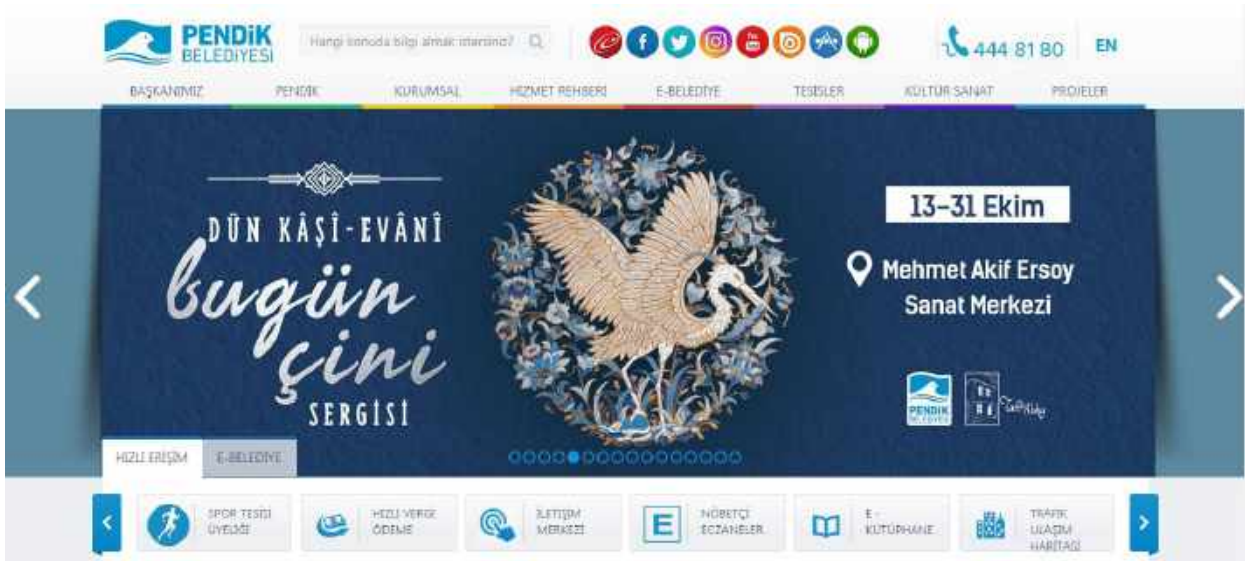 PENDİK
BELEDİYESİ
Hangi konuda bilgi almak istersiniz?
444 81 80
EN
BAŞKANIMIZ
PENDİK
KURUMSAL
HİZMET REHBERİ
E-BELEDİYE
TESİSLER
KÜLTÜR SANAT
PROJELER
DÜN KÂŞÎ-EVÂNÎ
bugün
çini
SERGİSİ
13-31 Ekim
Mehmet Akif Ersoy
Sanat Merkezi
PENDİK
BELEDİYESİ
HIZLI ERİŞİM
E-BELEDİYE
SPOR TESİSİ
ÜYELİĞİ
HIZLI VERGİ
ÖDEME
İLETİŞİM
MERKEZİ
E
NÖBETÇİ
ECZANELER
E -
KÜTÜPHANE
TRAFİK
ULAŞIM
HARİTASI